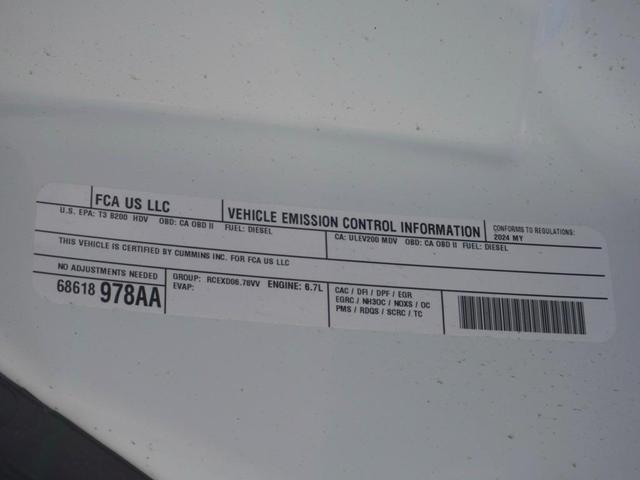 FCA US LLC
VEHICLE EMISSION CONTROL INFORMATION
CONFORMS TO REGULATIONS:
2024 MY
U.S. EPA: T3 B200 HDV OBD: CA OBD II FUEL: DIESEL
CA: ULEV200 MDV OBD: CA OBD II FUEL: DIESEL
THIS VEHICLE IS CERTIFIED BY CUMMINS INC. FOR FCA US LLC
NO ADJUSTMENTS NEEDED
68618 978AA
GROUP: RCEXD06.78VV ENGINE: 6.7L
EVAP:
CAC / DFI / DPF / EGR
EGRC / NH3OC / NOXS / OC
PMS / RDQS / SCRC / TC